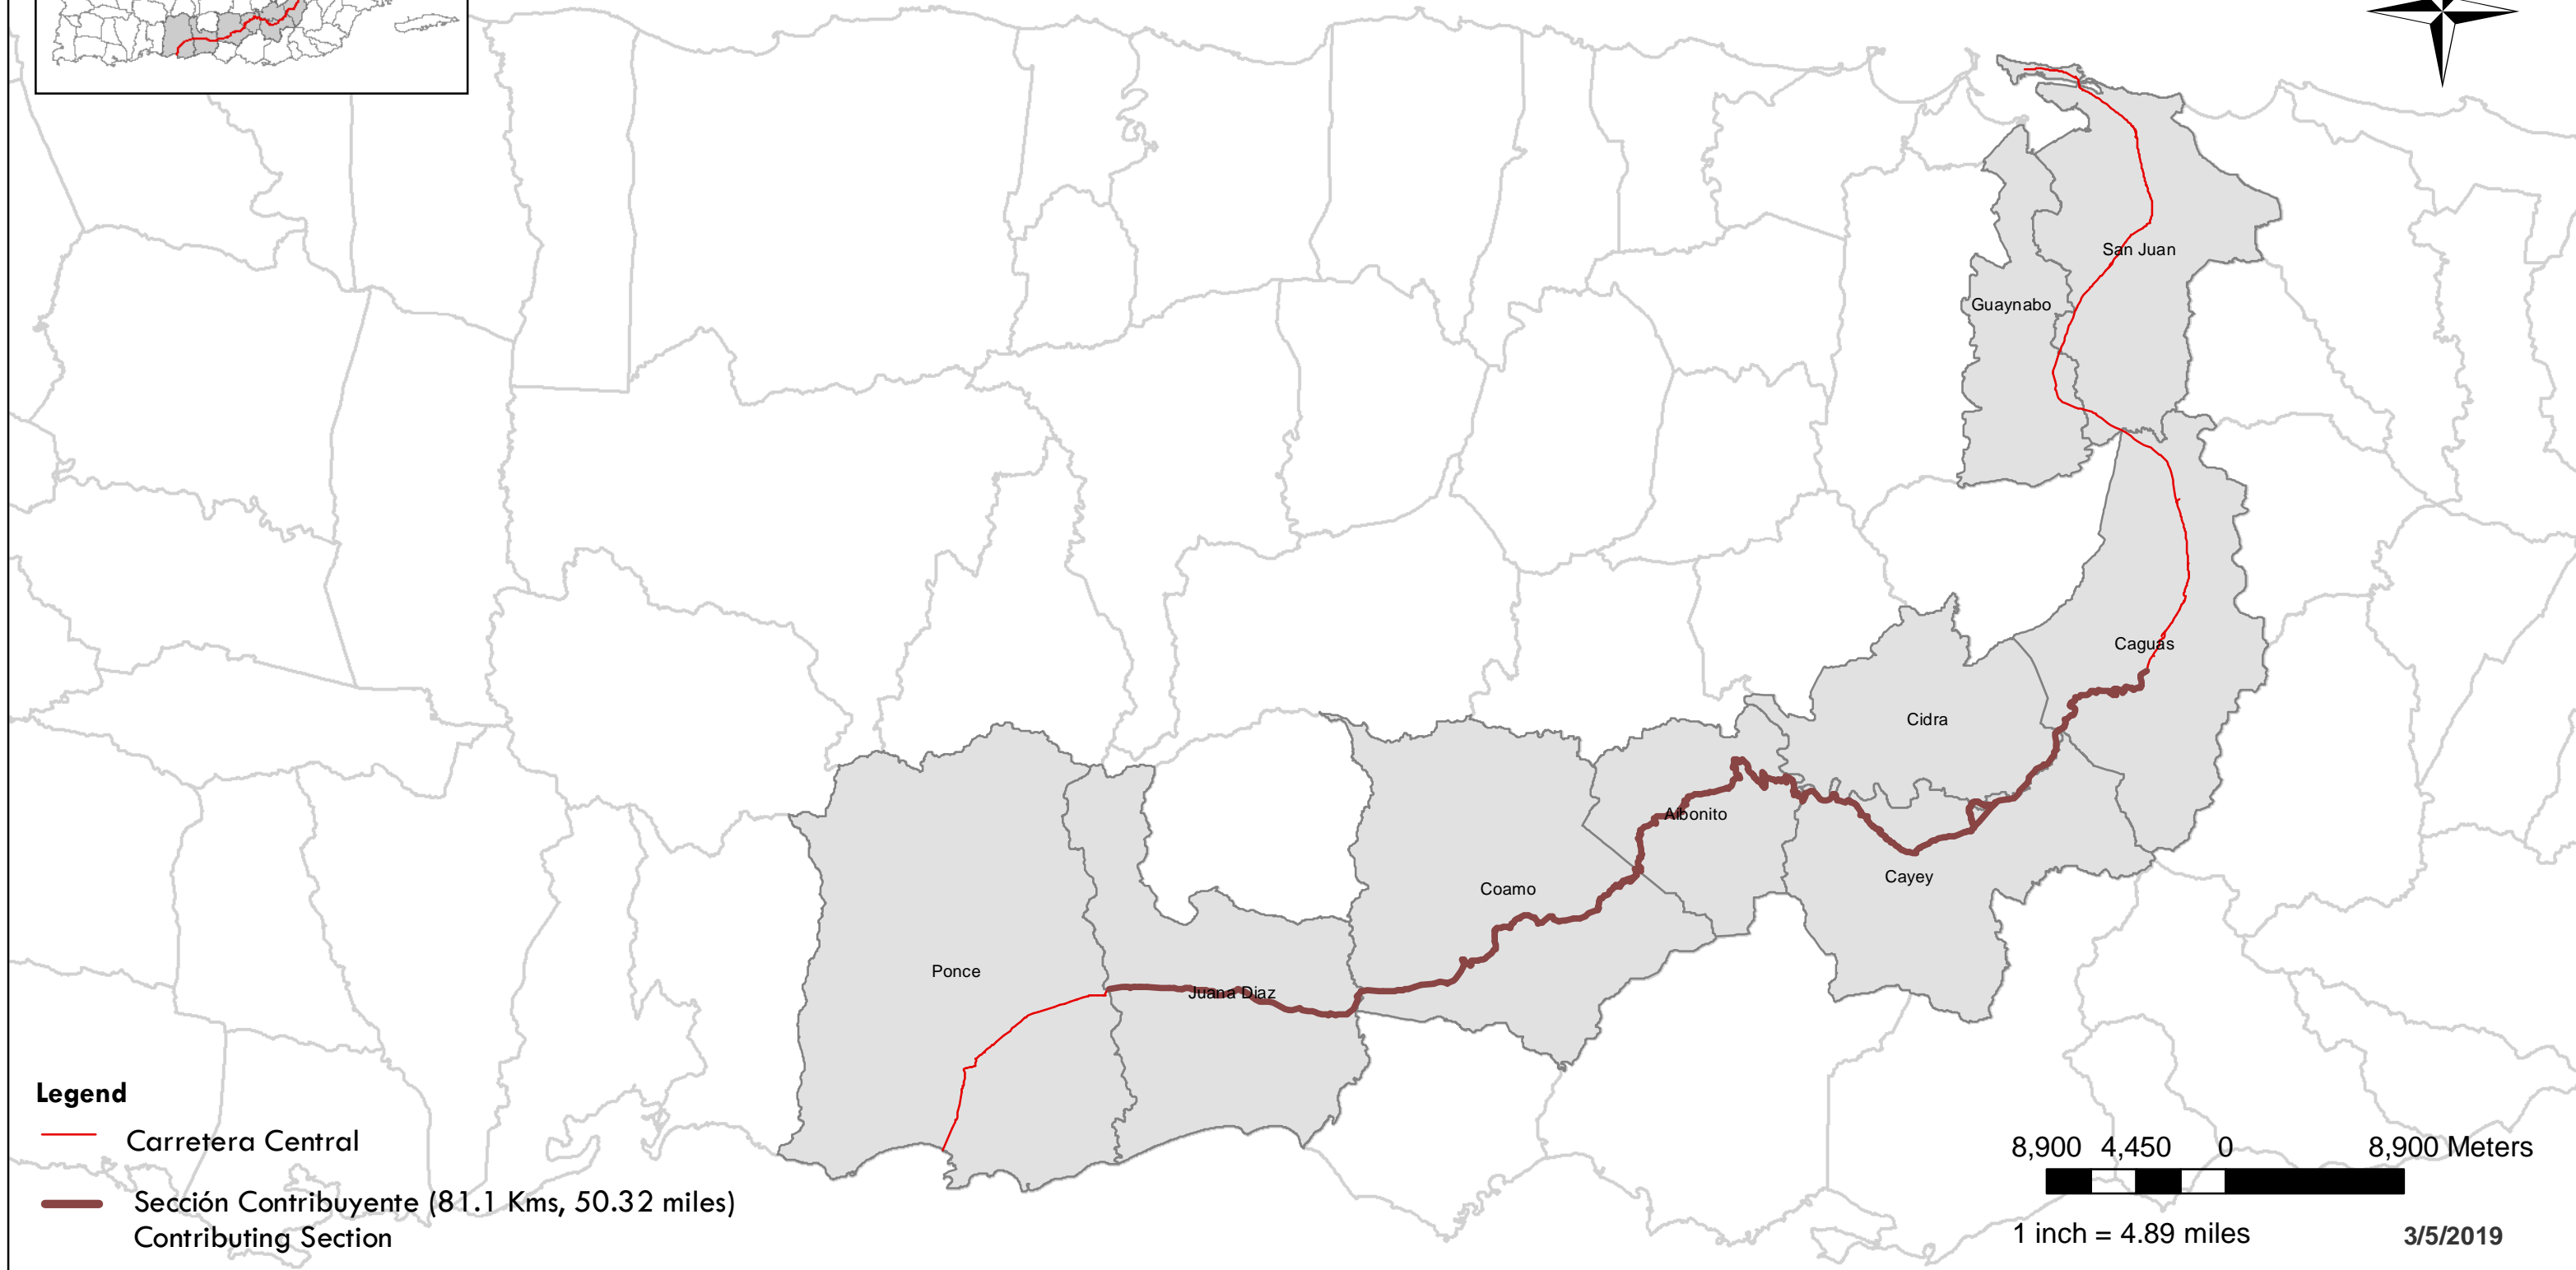 San Juan
Guaynabo
Caguas
Cidra
Aibonito
Cayey
Coamo
Ponce
Juana Diaz
Legend
Carretera Central
Sección Contribuyente (81.1 Kms, 50.32 miles)
Contributing Section
8,900 4,450 0 8,900 Meters
1 inch = 4.89 miles
3/5/2019